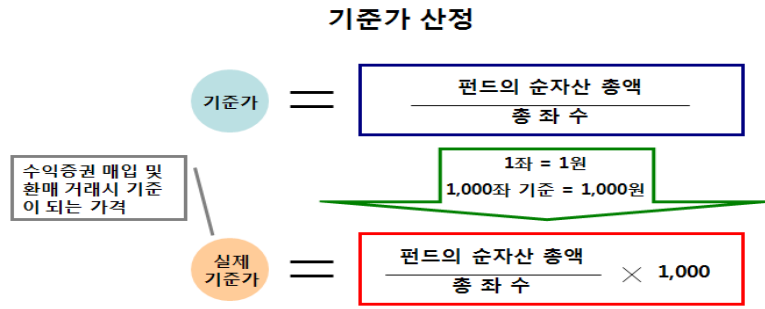 기준가 산정
기준가
펀드의 순자산 총액
총 좌 수
수익증권 매입 및
환매 거래시 기준
이 되는 가격
1좌 = 1원
1,000좌 기준 = 1,000원
실제
기준가
펀드의 순자산 총액
총 좌 수
× 1,000